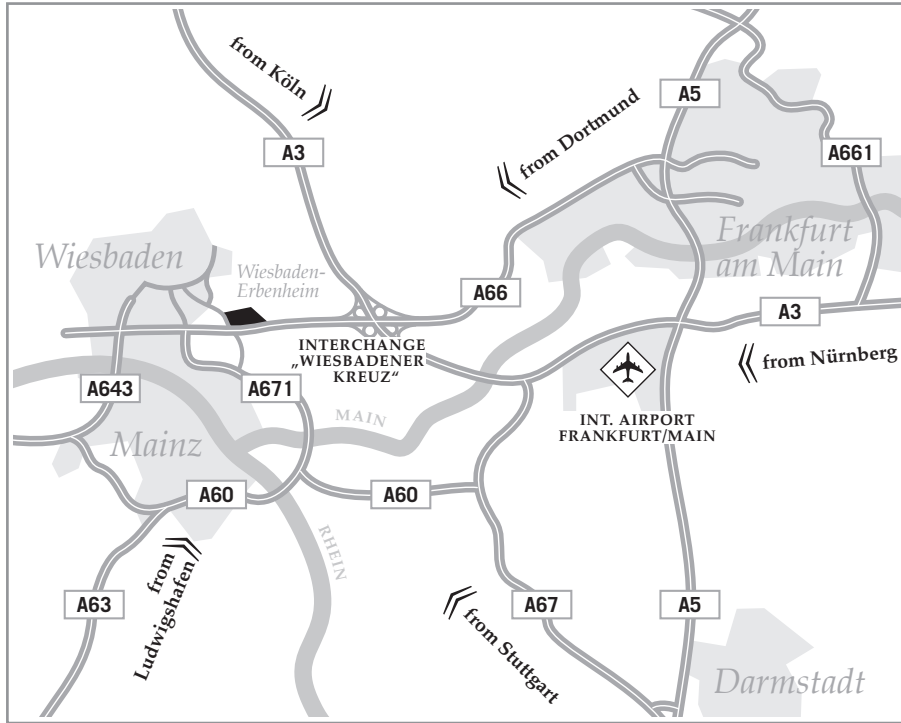 from Köln
A3
from Dortmund
A5
A661
Wiesbaden
Wiesbaden-
Erbenheim
Frankfurt
am Main
A66
A3
INTERCHANGE
„WIESBADENER
KREUZ“
from Nürnberg
A643
A671
MAIN
INT. AIRPORT
FRANKFURT/MAIN
Mainz
A60
A60
RHEIN
from
Ludwigshafen
A63
from Stuttgart
A67
A5
Darmstadt